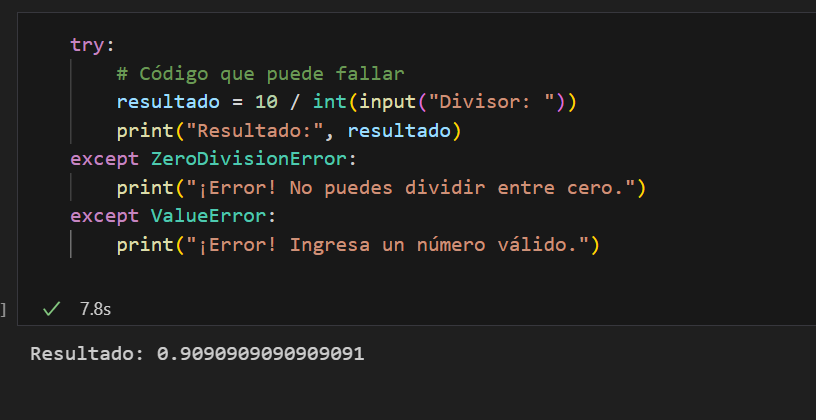 try:
# Código que puede fallar
resultado = 10 / int(input("Divisor: "))
print("Resultado:", resultado)
except ZeroDivisionError:
print("¡Error! No puedes dividir entre cero.")
except ValueError:
print("¡Error! Ingresa un número válido.")
] ✓ 7.8s
Resultado: 0.9090909090909091